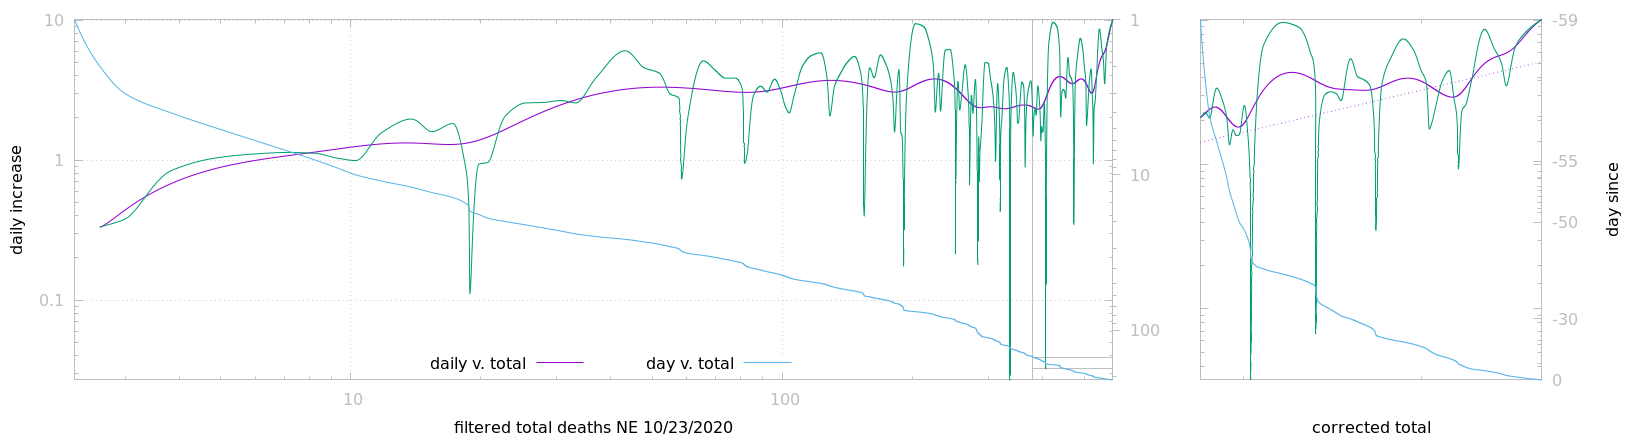 10
1
0.1
daily increase
daily v. total
day v. total
10
100
filtered total deaths NE 10/23/2020
1
10
100
-59
-55
-50
-30
0
day since
corrected total